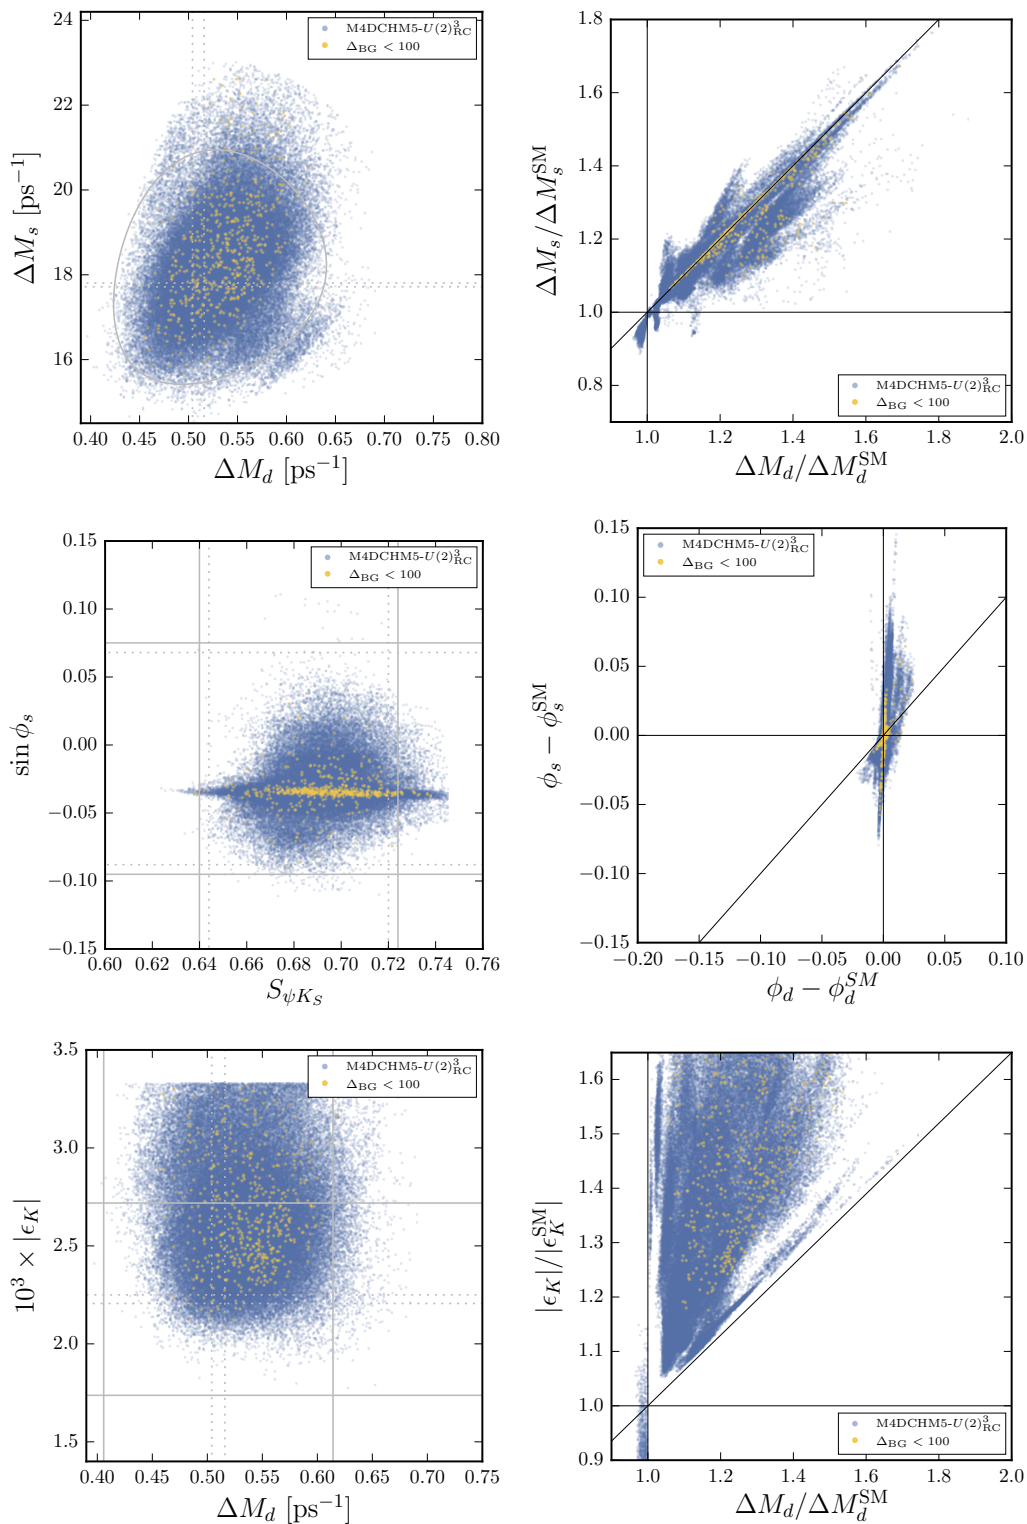 24
22
20
18
16
0.40 0.45 0.50 0.55 0.60 0.65 0.70 0.75 0.80
ΔM_s [ps⁻¹]
ΔM_d [ps⁻¹]
M4DCHM5-U(2)³_RC
Δ_BG < 100
1.8
1.6
1.4
1.2
1.0
0.8
1.0 1.2 1.4 1.6 1.8 2.0
ΔM_s/ΔM_s^SM
ΔM_d/ΔM_d^SM
M4DCHM5-U(2)³_RC
Δ_BG < 100
0.15
0.10
0.05
0.00
−0.05
−0.10
−0.15
0.60 0.62 0.64 0.66 0.68 0.70 0.72 0.74 0.76
sin ϕ_s
S_ψK_S
M4DCHM5-U(2)³_RC
Δ_BG < 100
0.15
0.10
0.05
0.00
−0.05
−0.10
−0.15
−0.20 −0.15 −0.10 −0.05 0.00 0.05 0.10
ϕ_s − ϕ_s^SM
ϕ_d − ϕ_d^SM
M4DCHM5-U(2)³_RC
Δ_BG < 100
3.5
3.0
2.5
2.0
1.5
0.40 0.45 0.50 0.55 0.60 0.65 0.70 0.75
10³ × |ϵ_K|
ΔM_d [ps⁻¹]
M4DCHM5-U(2)³_RC
Δ_BG < 100
1.6
1.5
1.4
1.3
1.2
1.1
1.0
0.9
1.0 1.2 1.4 1.6 1.8 2.0
|ϵ_K|/|ϵ_K^SM|
ΔM_d/ΔM_d^SM
M4DCHM5-U(2)³_RC
Δ_BG < 100